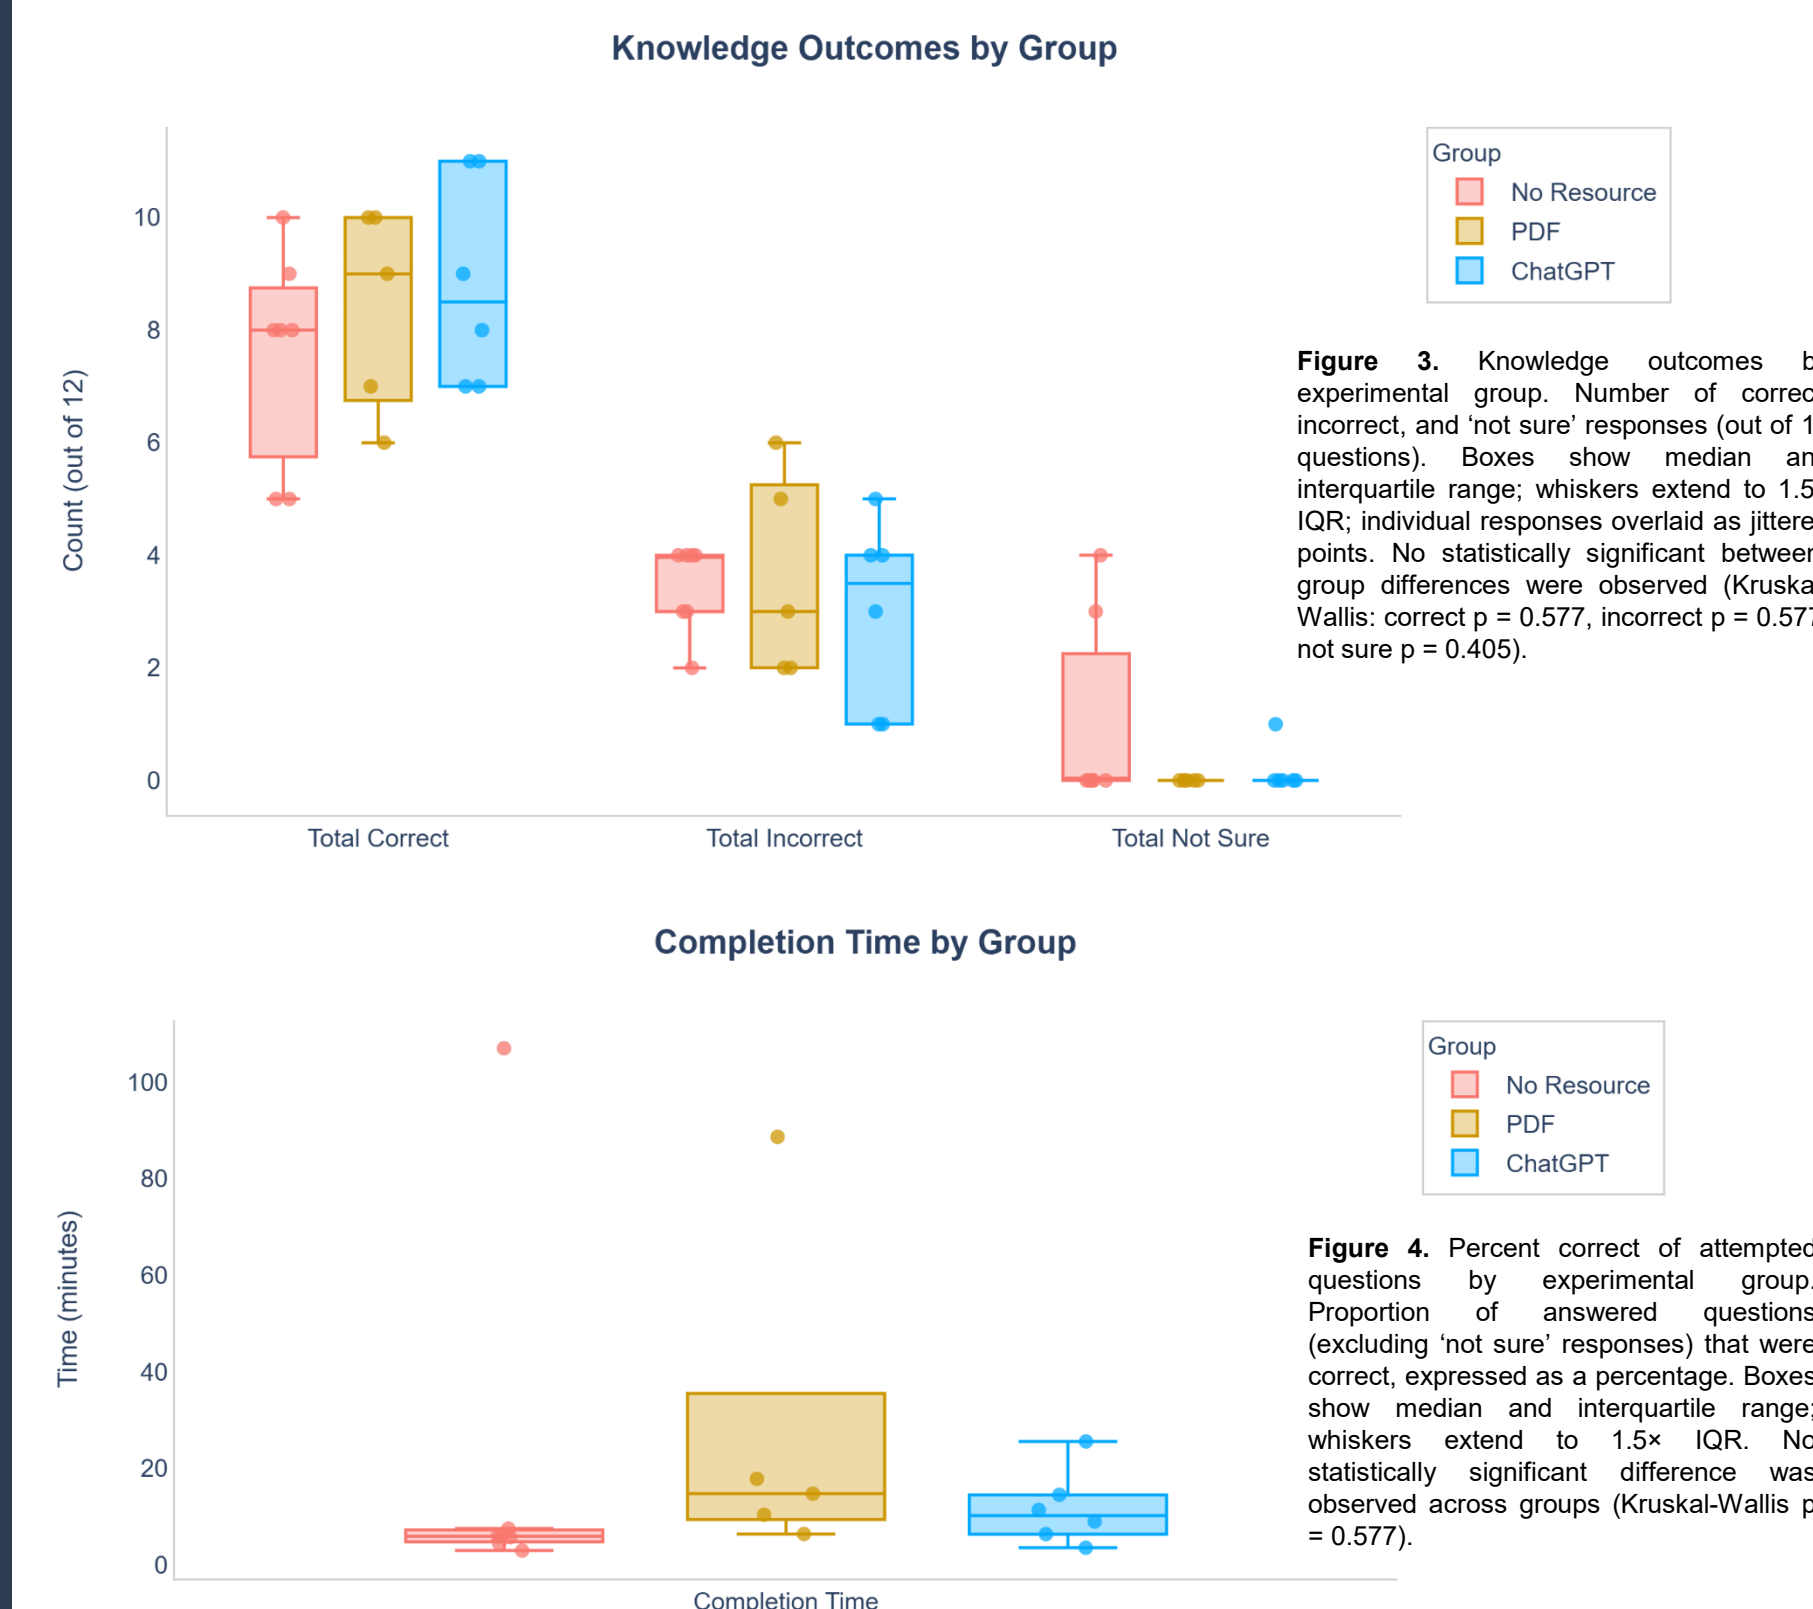 Knowledge Outcomes by Group
Count (out of 12)
10
8
6
4
2
0
Total Correct
Total Incorrect
Total Not Sure
Group
No Resource
PDF
ChatGPT
Figure 3. Knowledge outcomes b
experimental group. Number of correc
incorrect, and ‘not sure’ responses (out of 1
questions). Boxes show median an
interquartile range; whiskers extend to 1.5
IQR; individual responses overlaid as jittere
points. No statistically significant between
group differences were observed (Kruska
Wallis: correct p = 0.577, incorrect p = 0.577
not sure p = 0.405).
Completion Time by Group
Time (minutes)
100
80
60
40
20
0
Completion Time
Group
No Resource
PDF
ChatGPT
Figure 4. Percent correct of attempted
questions by experimental group.
Proportion of answered questions
(excluding ‘not sure’ responses) that were
correct, expressed as a percentage. Boxes
show median and interquartile range;
whiskers extend to 1.5× IQR. No
statistically significant difference was
observed across groups (Kruskal-Wallis p
= 0.577).